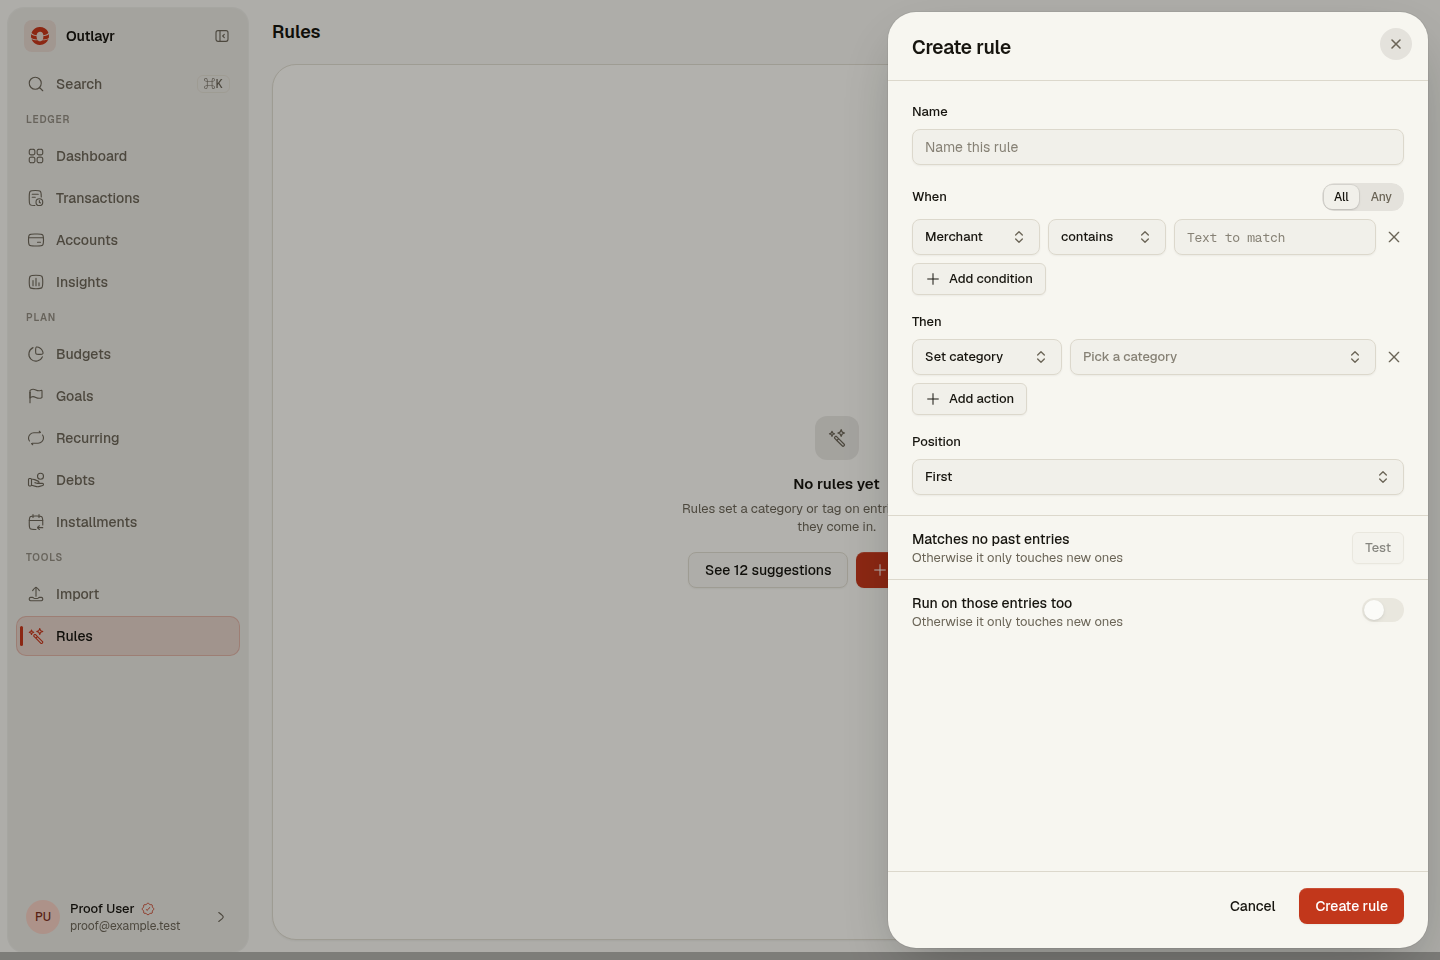 Outlayr
Search
⌘K
LEDGER
Dashboard
Transactions
Accounts
Insights
PLAN
Budgets
Goals
Recurring
Debts
Installments
TOOLS
Import
Rules
PU
Proof User
proof@example.test
Rules
No rules yet
Rules set a category or tag on
they come in.
See 12 suggestions
Create rule
Name
Name this rule
When
All
Any
Merchant
contains
Text to match
Add condition
Then
Set category
Pick a category
Add action
Position
First
Matches no past entries
Otherwise it only touches new ones
Test
Run on those entries too
Otherwise it only touches new ones
Cancel
Create rule